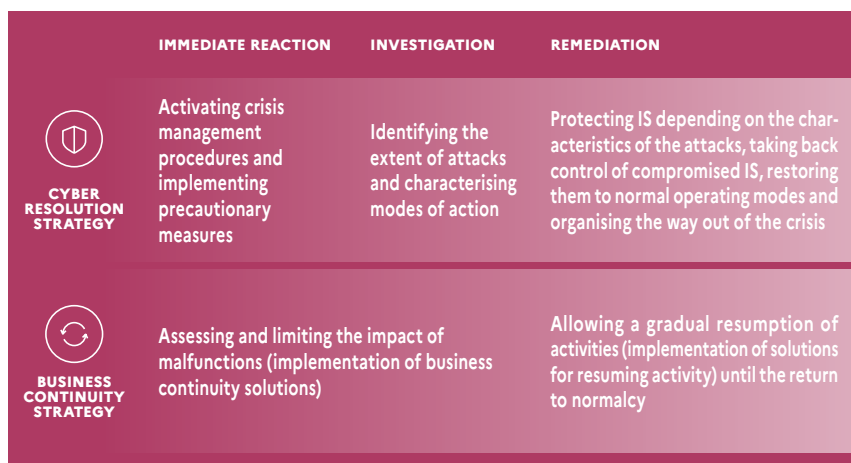 IMMEDIATE REACTION
INVESTIGATION
REMEDIATION
CYBER
RESOLUTION
STRATEGY
Activating crisis
management
procedures and
implementing
precautionary
measures
Identifying the
extent of attacks
and characterising
modes of action
Protecting IS depending on the char-
acteristics of the attacks, taking back
control of compromised IS, restoring
them to normal operating modes and
organising the way out of the crisis
BUSINESS
CONTINUITY
STRATEGY
Assessing and limiting the impact of
malfunctions (implementation of business
continuity solutions)
Allowing a gradual resumption of
activities (implementation of solutions
for resuming activity) until the return
to normalcy